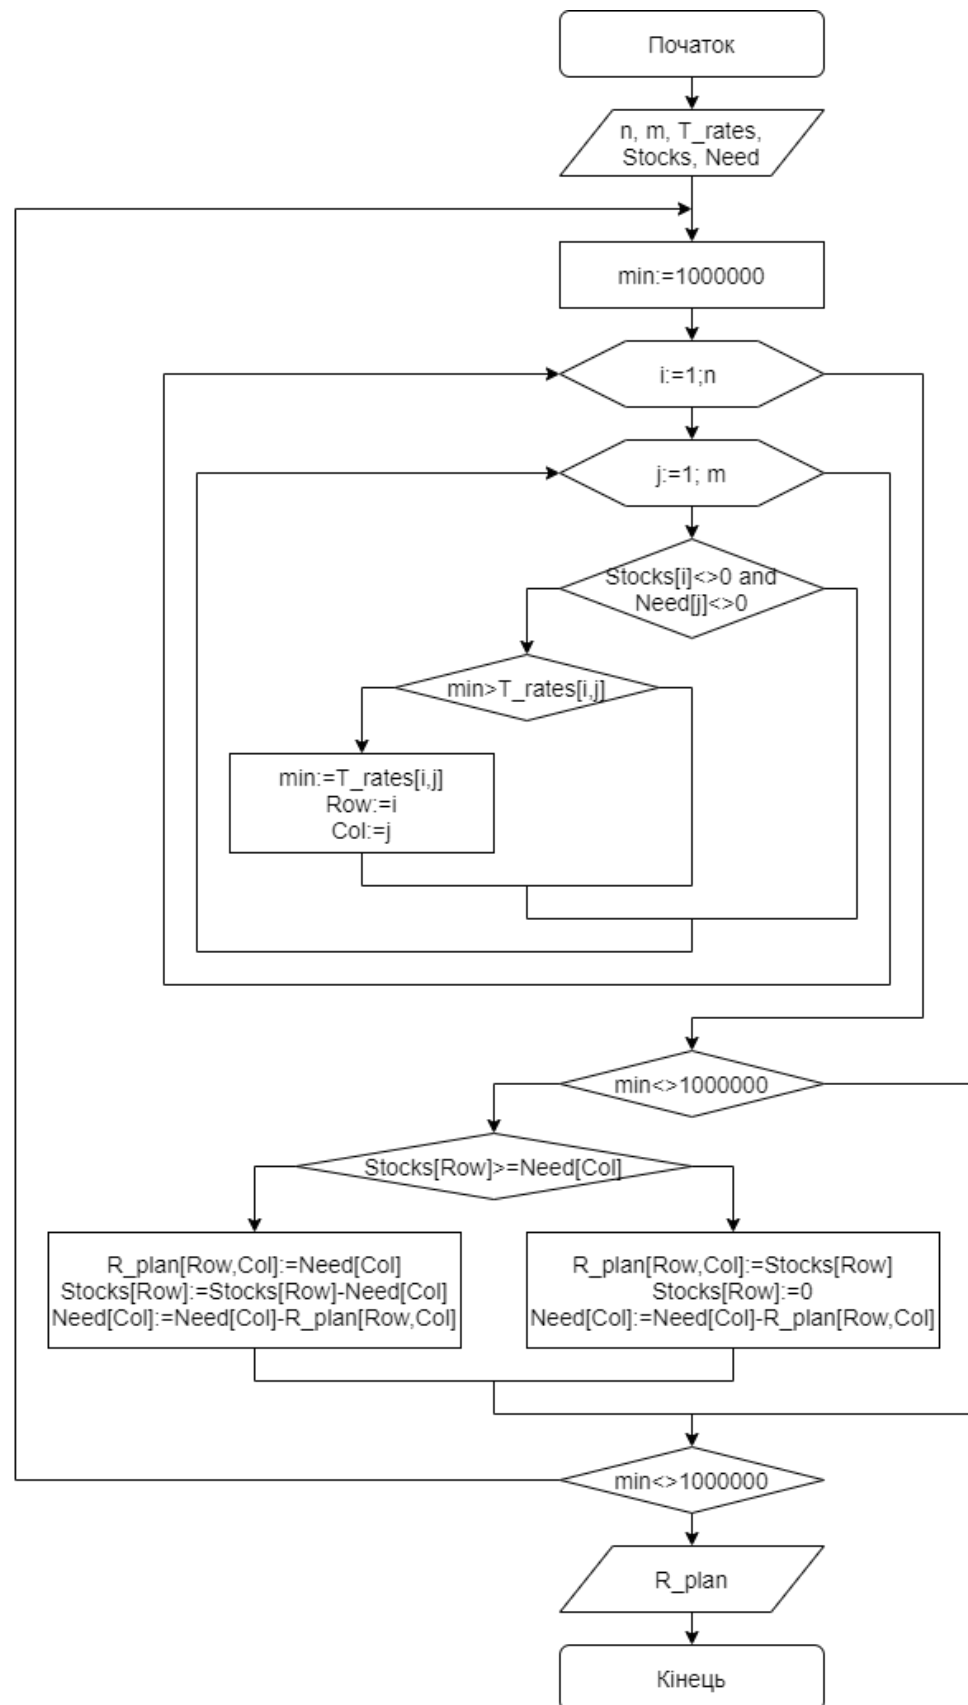 Початок
n, m, T_rates,
Stocks, Need
min:=1000000
i:=1;n
j:=1; m
Stocks[i]<>0 and
Need[j]<>0
min>T_rates[i,j]
min:=T_rates[i,j]
Row:=i
Col:=j
min<>1000000
Stocks[Row]>=Need[Col]
R_plan[Row,Col]:=Need[Col]
Stocks[Row]:=Stocks[Row]-Need[Col]
Need[Col]:=Need[Col]-R_plan[Row,Col]
R_plan[Row,Col]:=Stocks[Row]
Stocks[Row]:=0
Need[Col]:=Need[Col]-R_plan[Row,Col]
min<>1000000
R_plan
Кінець